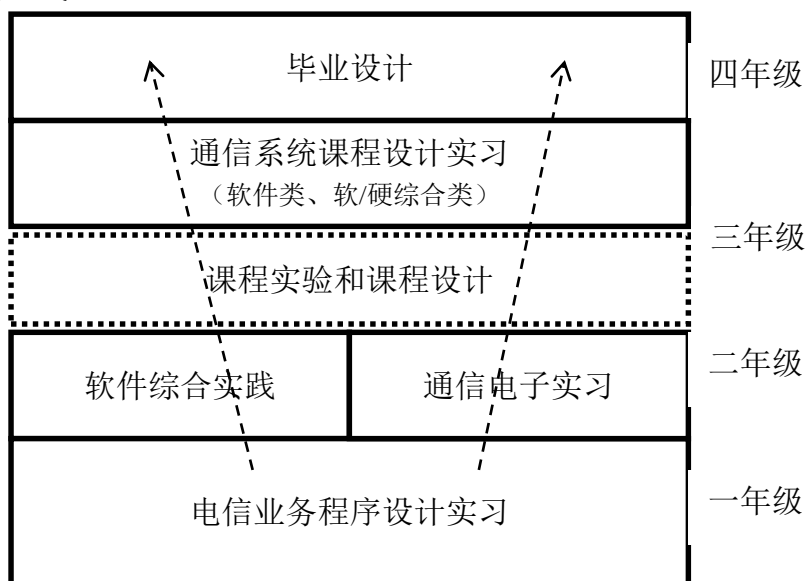 毕业设计
四年级
通信系统课程设计实习
（软件类、软/硬综合类）
三年级
课程实验和课程设计
软件综合实践
通信电子实习
二年级
电信业务程序设计实习
一年级